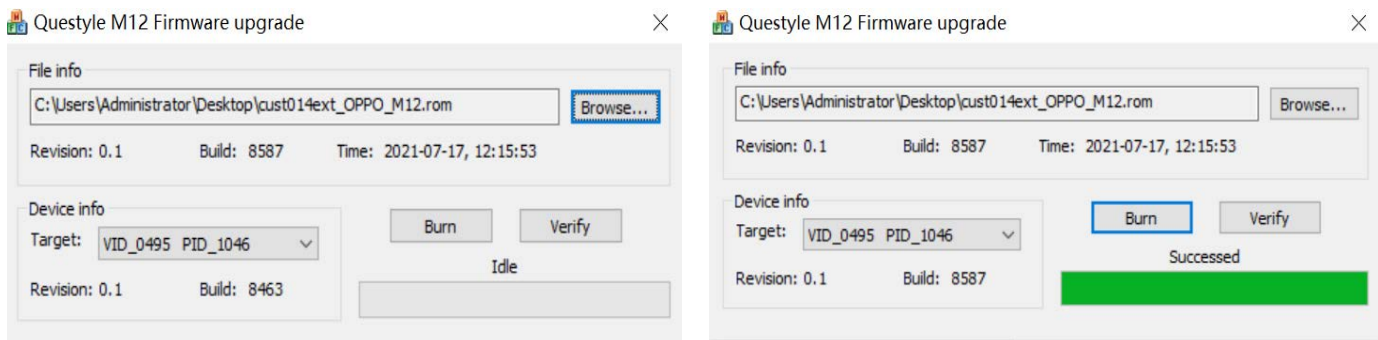 Questyle M12 Firmware upgrade
File info
C:\Users\Administrator\Desktop\cust014ext_OPPO_M12.rom
Browse...
Revision: 0.1 Build: 8587 Time: 2021-07-17, 12:15:53
Device info
Target: VID_0495 PID_1046
Burn Verify
Idle
Revision: 0.1 Build: 8463
Questyle M12 Firmware upgrade
File info
C:\Users\Administrator\Desktop\cust014ext_OPPO_M12.rom
Browse...
Revision: 0.1 Build: 8587 Time: 2021-07-17, 12:15:53
Device info
Target: VID_0495 PID_1046
Burn Verify
Successed
Revision: 0.1 Build: 8587